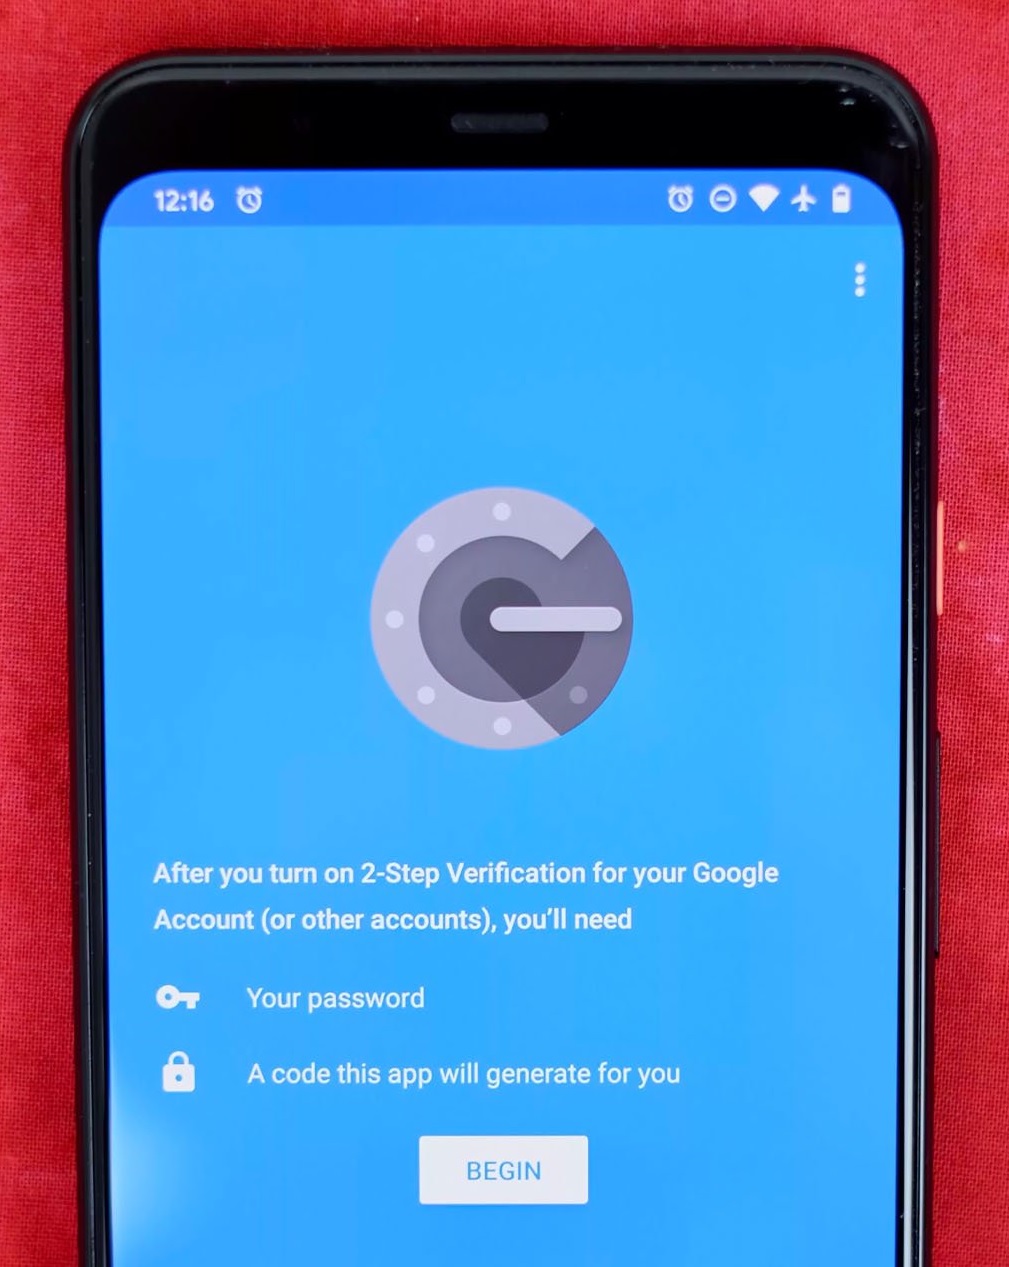 12:16
After you turn on 2-Step Verification for your Google
Account (or other accounts), you’ll need
Your password
A code this app will generate for you
BEGIN